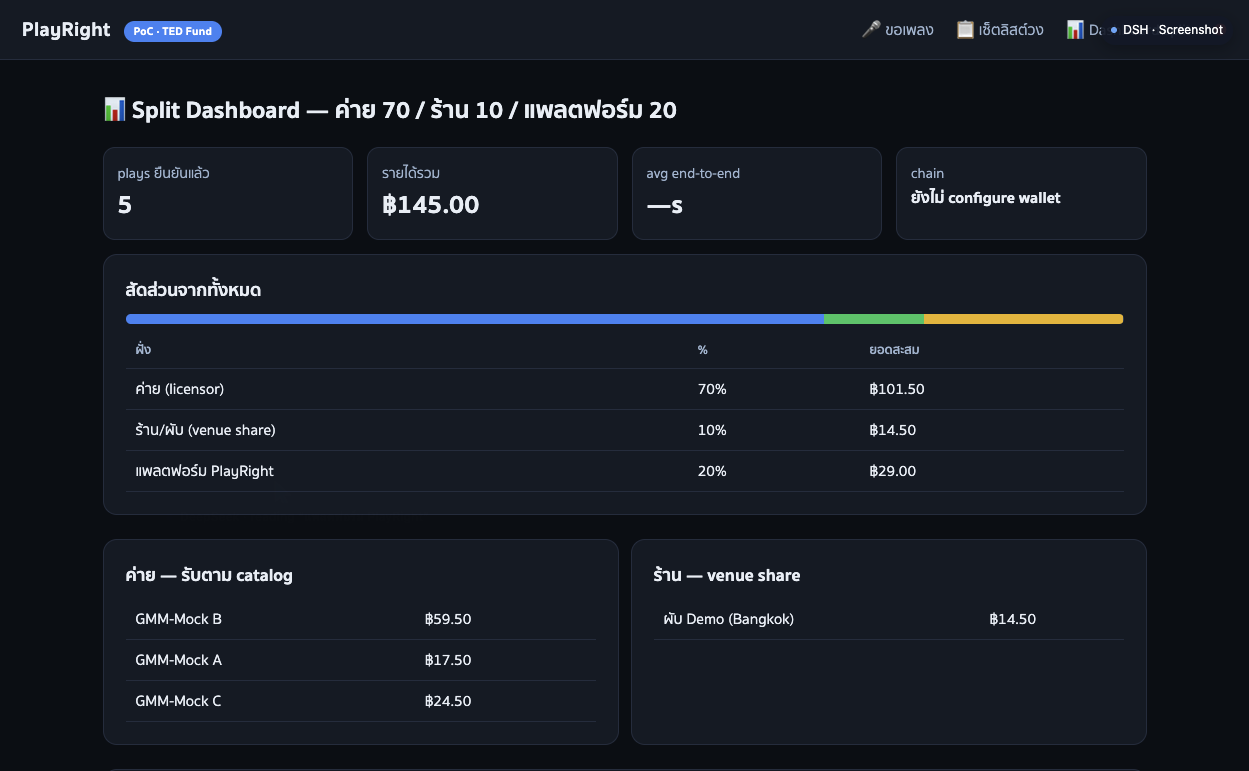 PlayRight PoC · TED Fund 🎤 ขอเพลง 📋 เซ็ตลิสต์วง 📊 DSH · Screenshot
📊 Split Dashboard — ค่าย 70 / ร้าน 10 / แพลตฟอร์ม 20
plays ยืนยันแล้ว
5
รายได้รวม
฿145.00
avg end-to-end
—s
chain
ยังไม่ configure wallet
สัดส่วนจากทั้งหมด
ฝั่ง % ยอดสะสม
ค่าย (licensor) 70% ฿101.50
ร้าน/ผับ (venue share) 10% ฿14.50
แพลตฟอร์ม PlayRight 20% ฿29.00
ค่าย — รับตาม catalog
GMM-Mock B ฿59.50
GMM-Mock A ฿17.50
GMM-Mock C ฿24.50
ร้าน — venue share
ผับ Demo (Bangkok) ฿14.50